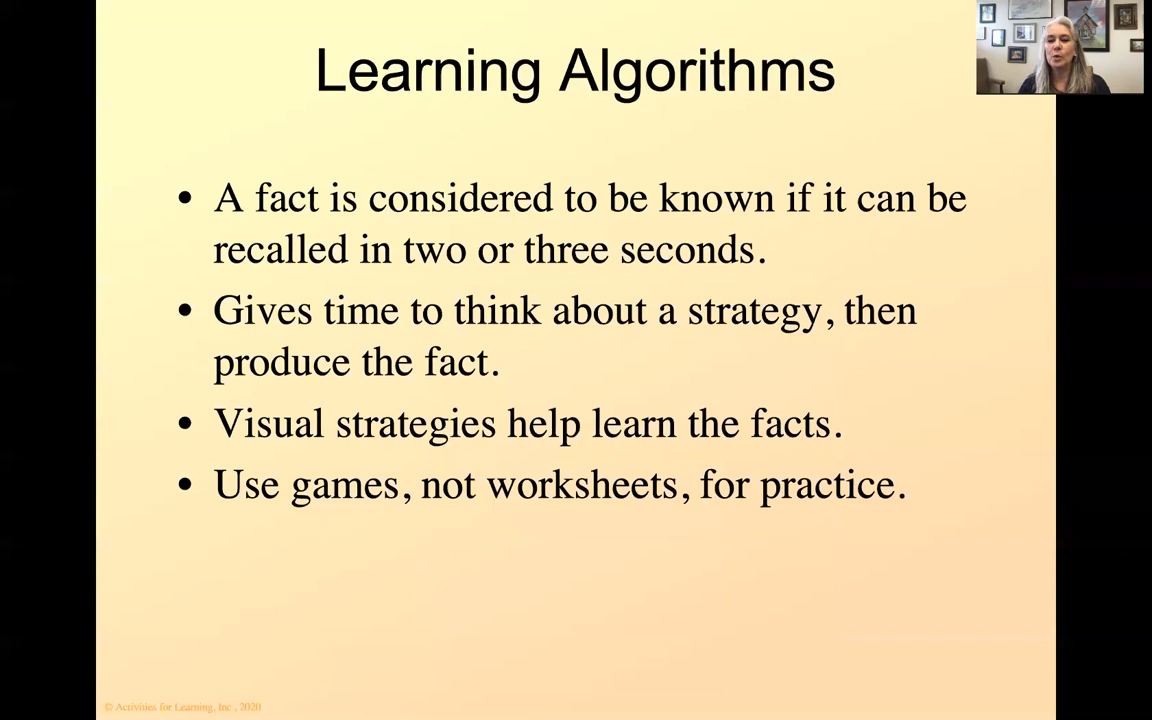 Learning Algorithms
• A fact is considered to be known if it can be
recalled in two or three seconds.
• Gives time to think about a strategy, then
produce the fact.
• Visual strategies help learn the facts.
• Use games, not worksheets, for practice.
© Activities for Learning, Inc., 2020